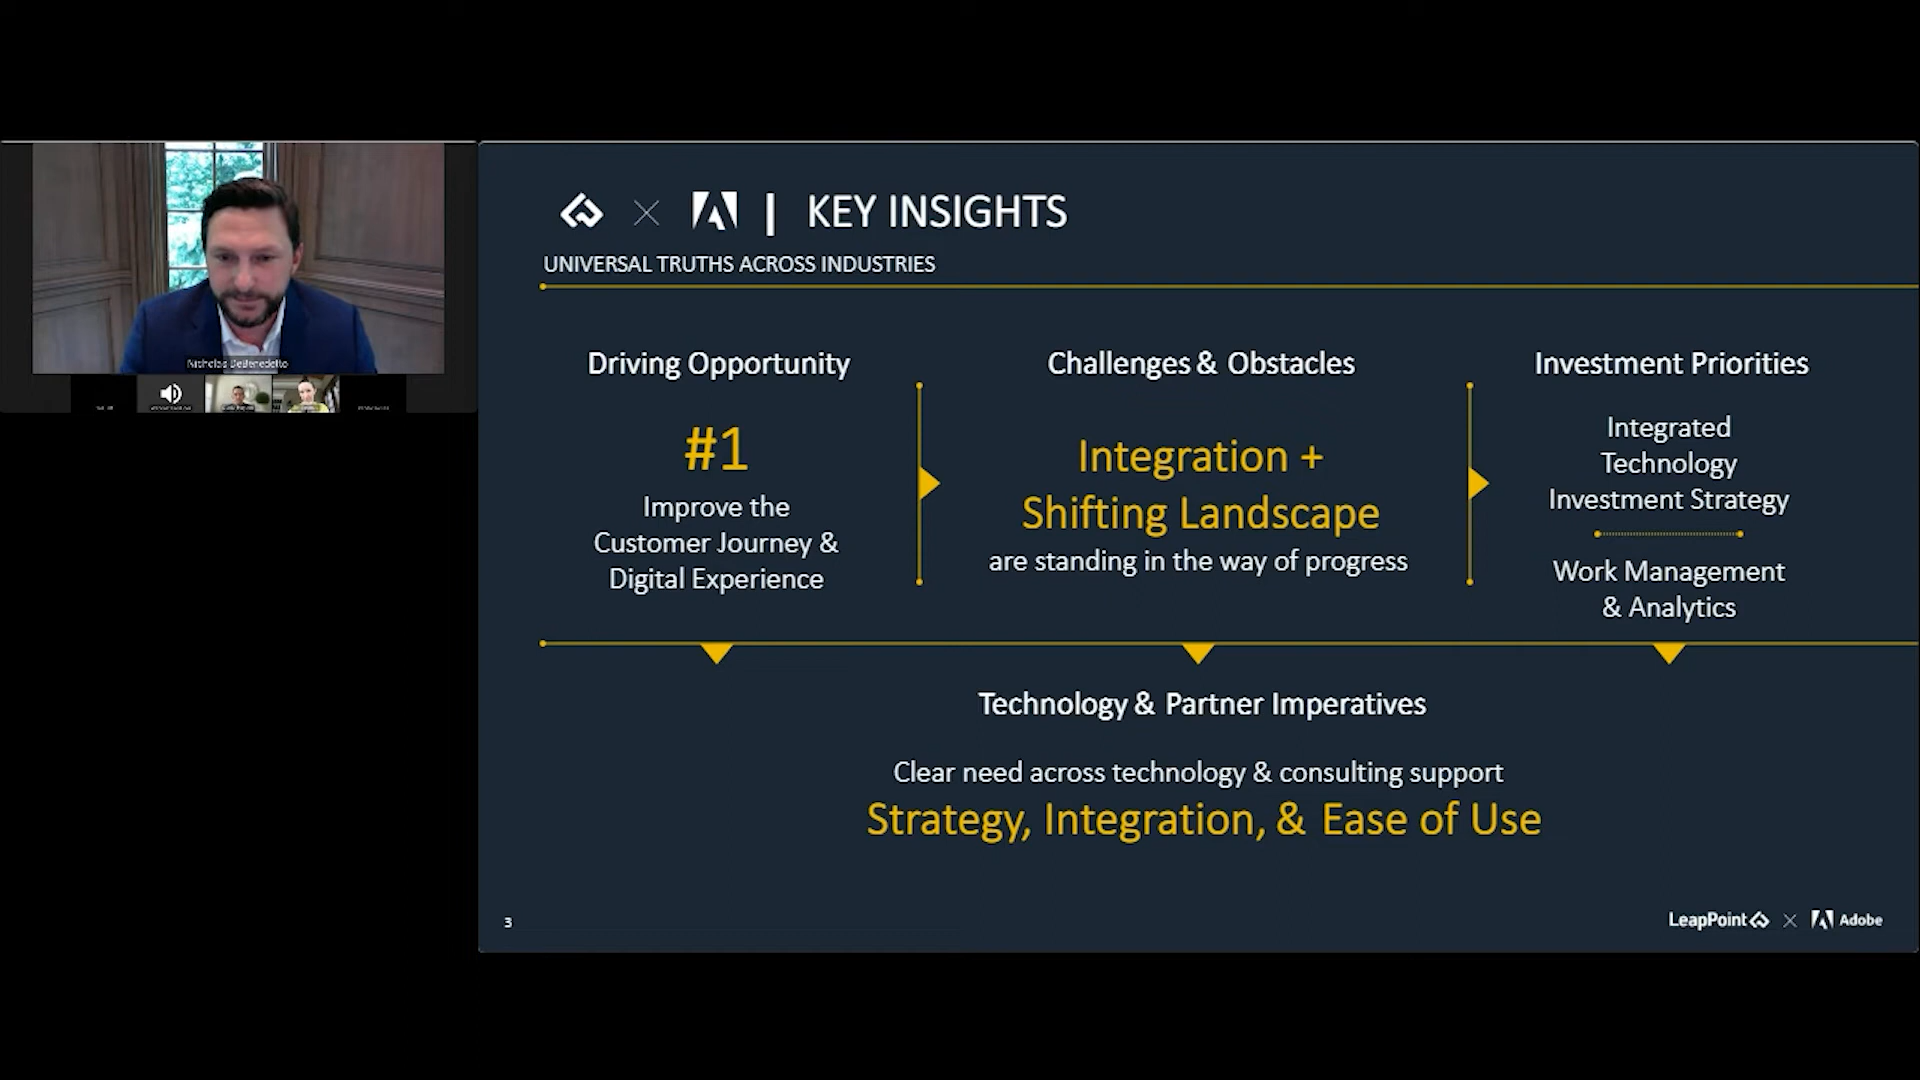 Nicholas DeBenedetto
| KEY INSIGHTS
UNIVERSAL TRUTHS ACROSS INDUSTRIES
Driving Opportunity
#1
Improve the
Customer Journey &
Digital Experience
Challenges & Obstacles
Integration +
Shifting Landscape
are standing in the way of progress
Investment Priorities
Integrated
Technology
Investment Strategy
Work Management
& Analytics
Technology & Partner Imperatives
Clear need across technology & consulting support
Strategy, Integration, & Ease of Use
3
LeapPoint × Adobe